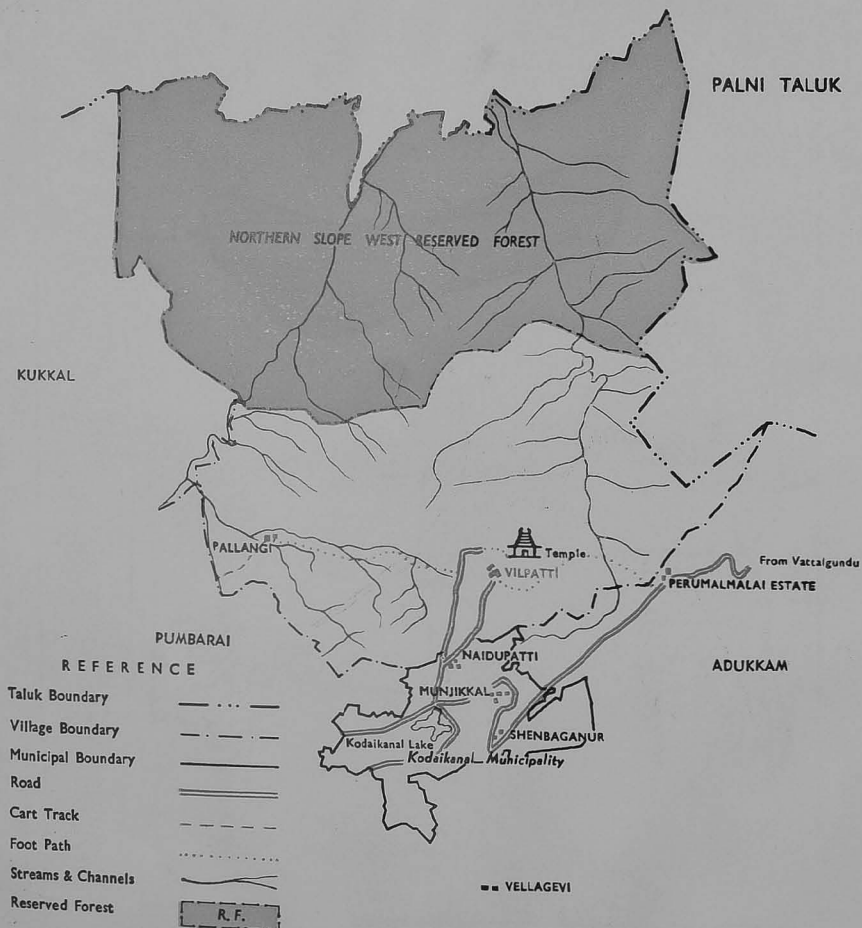 PALNI TALUK
NORTHERN SLOPE WEST RESERVED FOREST
KUKKAL
PALLANGI
Temple
VILPATTI
From Vattalgundu
PERUMALMALAI ESTATE
PUMBARAI
NAIDUPATTI
ADUKKAM
MUNJIKKAL
SHENBAGANUR
Kodaikanal Lake
Kodaikanal Municipality
VELLAGEVI
REFERENCE
Taluk Boundary
Village Boundary
Municipal Boundary
Road
Cart Track
Foot Path
Streams & Channels
Reserved Forest
R. F.